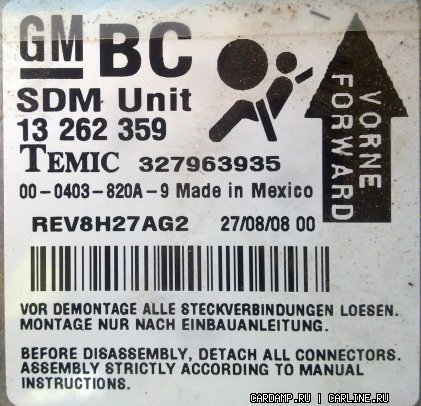 GM BC
SDM Unit
13 262 359
TEMIC 327963935
00-0403-820A-9 Made in Mexico
REV8H27AG2 27/08/08 00
VORNE
FORWARD
VOR DEMONTAGE ALLE STECKVERBINDUNGEN LOESEN.
MONTAGE NUR NACH EINBAUANLEITUNG.
BEFORE DISASSEMBLY, DETACH ALL CONNECTORS.
ASSEMBLY STRICTLY ACCORDING TO MANUAL
INSTRUCTIONS.
CARDAMP.RU | CARLINE.RU